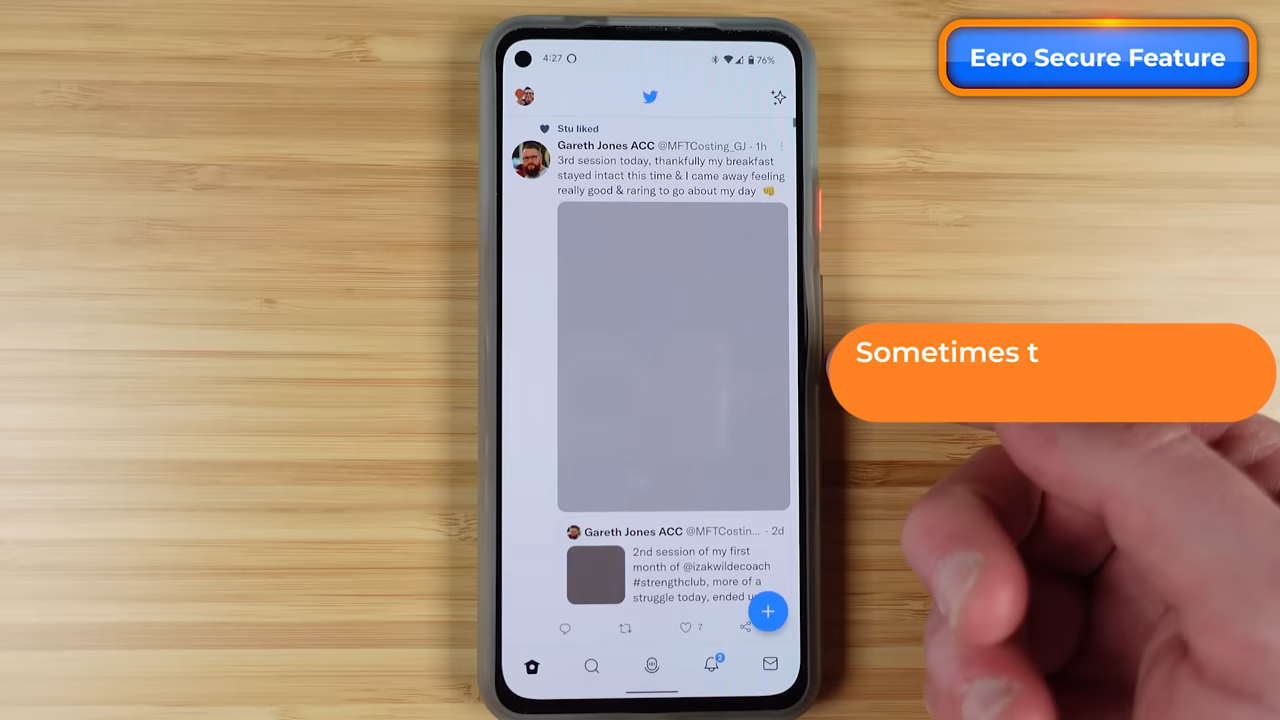 Eero Secure Feature
4:27
76%
Stu liked
Gareth Jones ACC @MFTCosting_GJ · 1h
3rd session today, thankfully my breakfast
stayed intact this time & I came away feeling
really good & raring to go about my day 👊
Sometimes t
Gareth Jones ACC @MFTCostin... · 2d
2nd session of my first
month of @izakwildecoach
#strengthclub, more of a
struggle today, ended
7
2